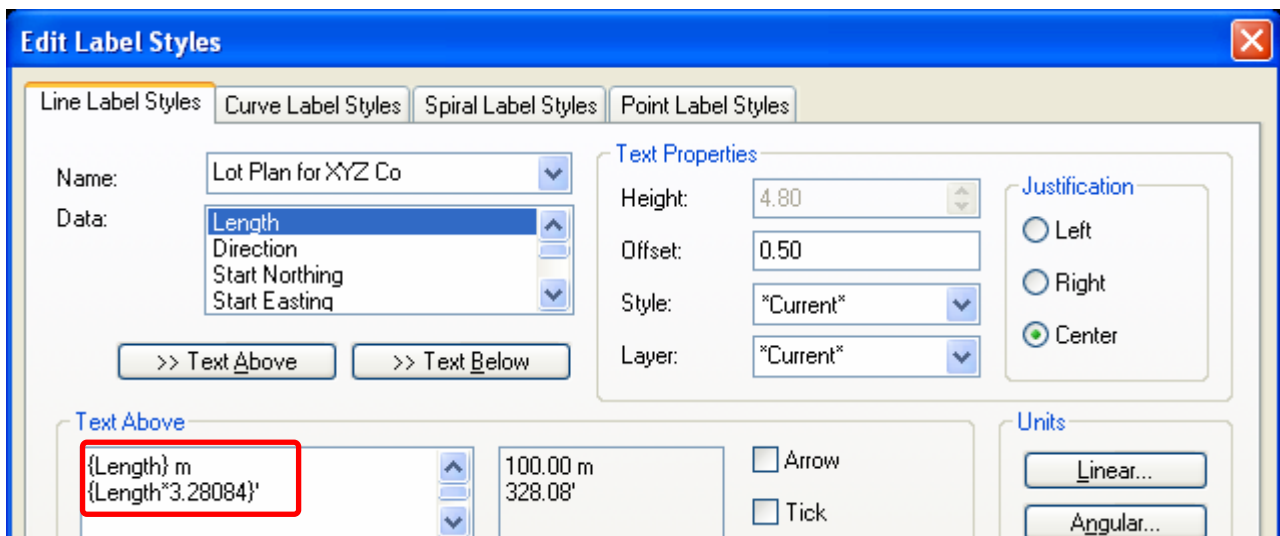 Edit Label Styles
Line Label Styles
Curve Label Styles
Spiral Label Styles
Point Label Styles
Name:
Lot Plan for XYZ Co
Data:
Length
Direction
Start Northing
Start Easting
>> Text Above
>> Text Below
Text Properties
Height:
4.80
Offset:
0.50
Style:
*Current*
Layer:
*Current*
Justification
Left
Right
Center
Text Above
{Length} m
{Length*3.28084}'
100.00 m
328.08'
Arrow
Tick
Units
Linear...
Angular...